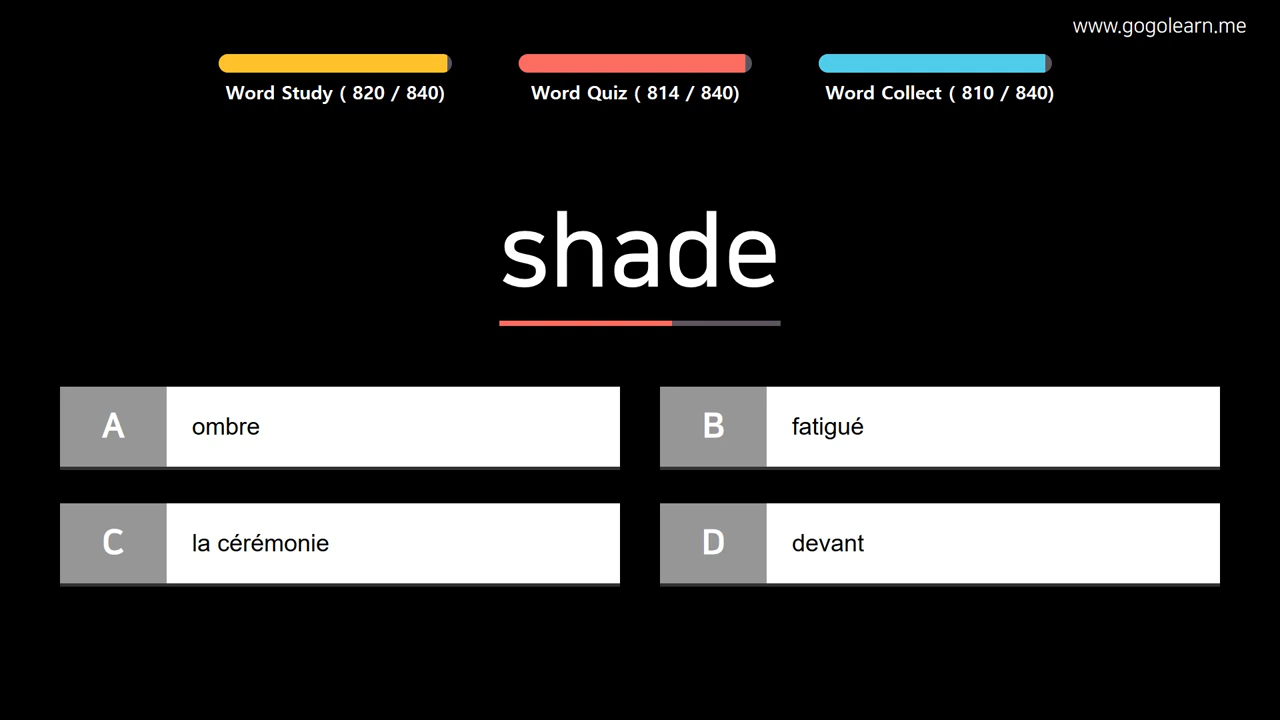 www.gogolearn.me
Word Study ( 820 / 840)
Word Quiz ( 814 / 840)
Word Collect ( 810 / 840)
shade
A ombre
B fatigué
C la cérémonie
D devant